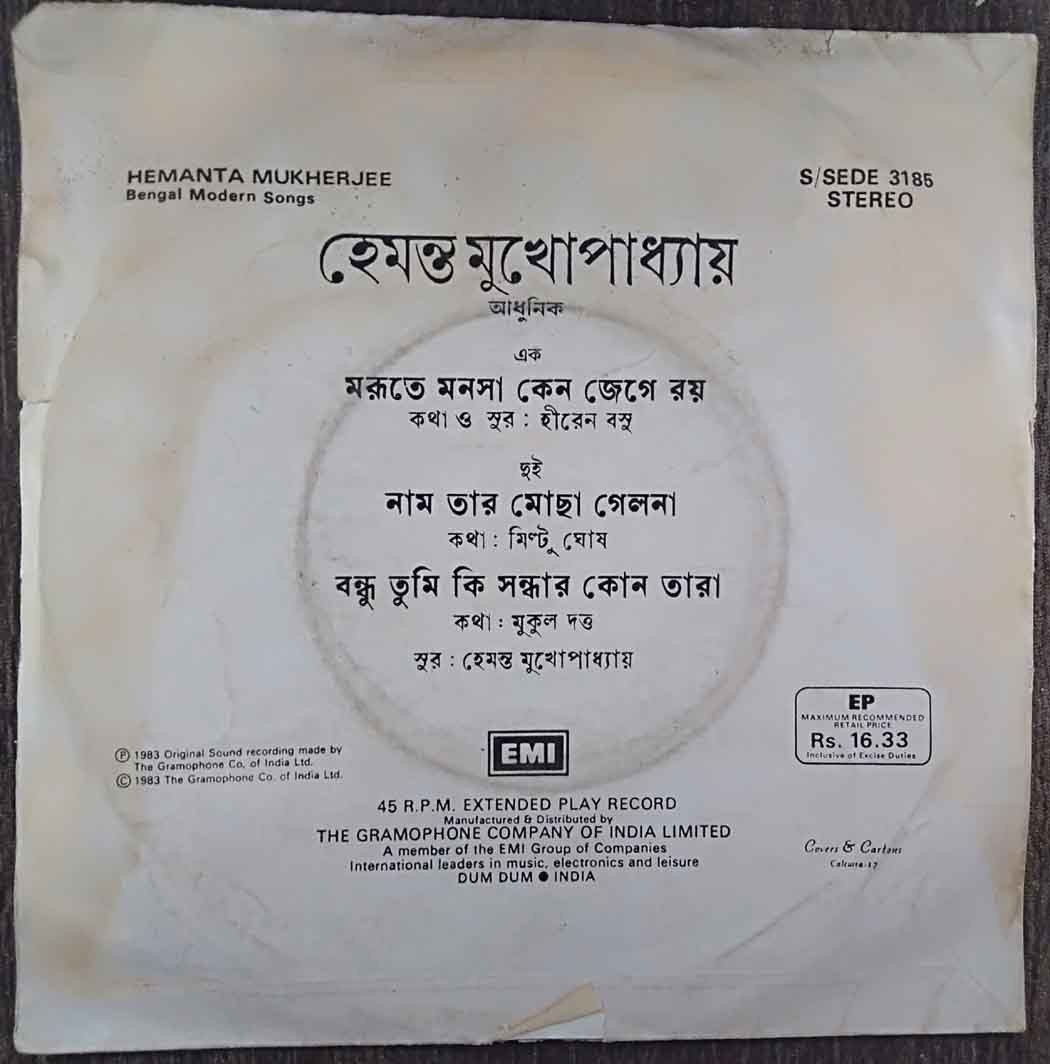 HEMANTA MUKHERJEE
Bengal Modern Songs
S/SEDE 3185
STEREO
হেমন্ত মুখোপাধ্যায়
আধুনিক
এক
মরূতে মনসা কেন জেগে রয়
কথা ও সুর : হীরেন বসু
দুই
নাম তার মোছা গেলনা
কথা : মিণ্টু ঘোষ
বন্ধু তুমি কি সন্ধার কোন তারা
কথা : মুকুল দত্ত
সুর : হেমন্ত মুখোপাধ্যায়
EP
MAXIMUM RECOMMENDED
RETAIL PRICE
Rs. 16.33
Inclusive of Excise Duties
Ⓟ 1983 Original Sound recording made by
The Gramophone Co. of India Ltd.
© 1983 The Gramophone Co. of India Ltd.
EMI
45 R.P.M. EXTENDED PLAY RECORD
Manufactured & Distributed by
THE GRAMOPHONE COMPANY OF INDIA LIMITED
A member of the EMI Group of Companies
International leaders in music, electronics and leisure
DUM DUM ● INDIA
Covers & Cartons
Calcutta-17